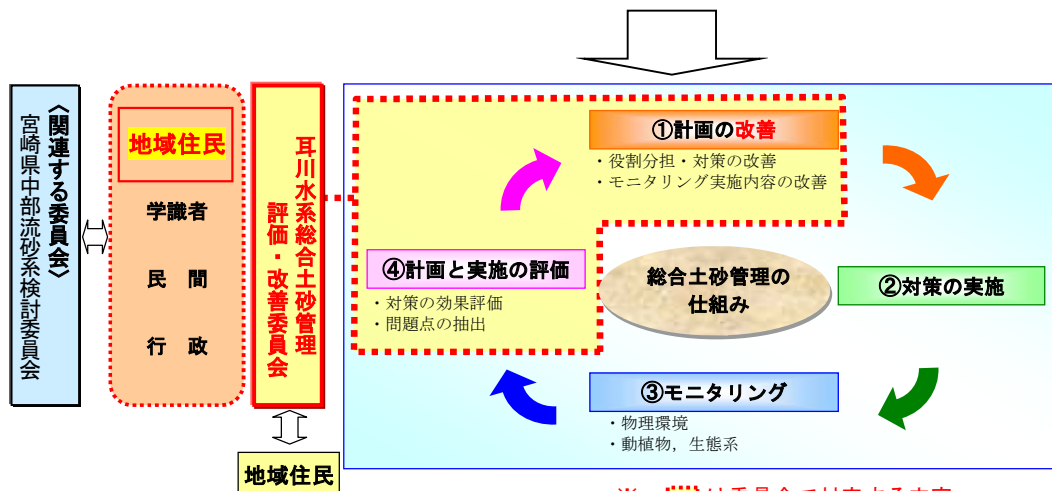 〈関連する委員会〉
宮崎県中部流砂系検討委員会
地域住民
学識者
民 間
行 政
耳川水系総合土砂管理
評価・改善委員会
地域住民
①計画の改善
・役割分担・対策の改善
・モニタリング実施内容の改善
②対策の実施
総合土砂管理の
仕組み
④計画と実施の評価
・対策の効果評価
・問題点の抽出
③モニタリング
・物理環境
・動植物，生態系